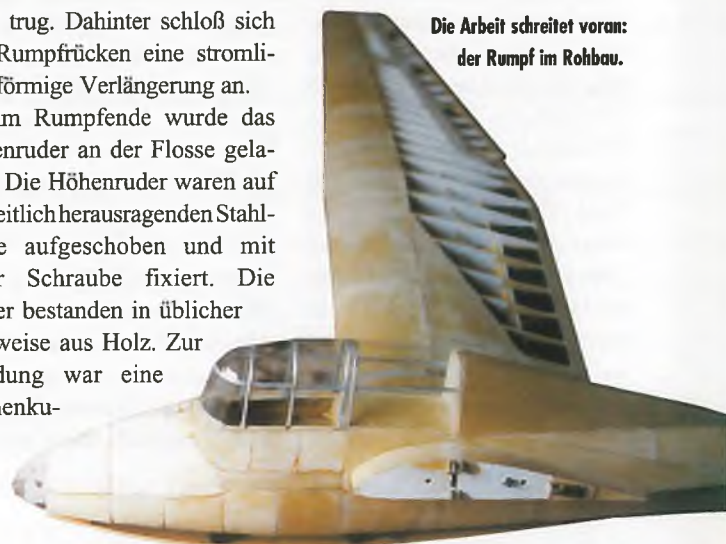 trug. Dahinter schloß sich
Rumpfrücken eine stromli-
förmige Verlängerung an.
m Rumpfende wurde das
enruder an der Flosse gela-
Die Höhenruder waren auf
eitlich herausragenden Stahl-
e aufgeschoben und mit
r Schraube fixiert. Die
er bestanden in üblicher
weise aus Holz. Zur
dung war eine
enku-
Die Arbeit schreitet voran:
der Rumpf im Rohbau.